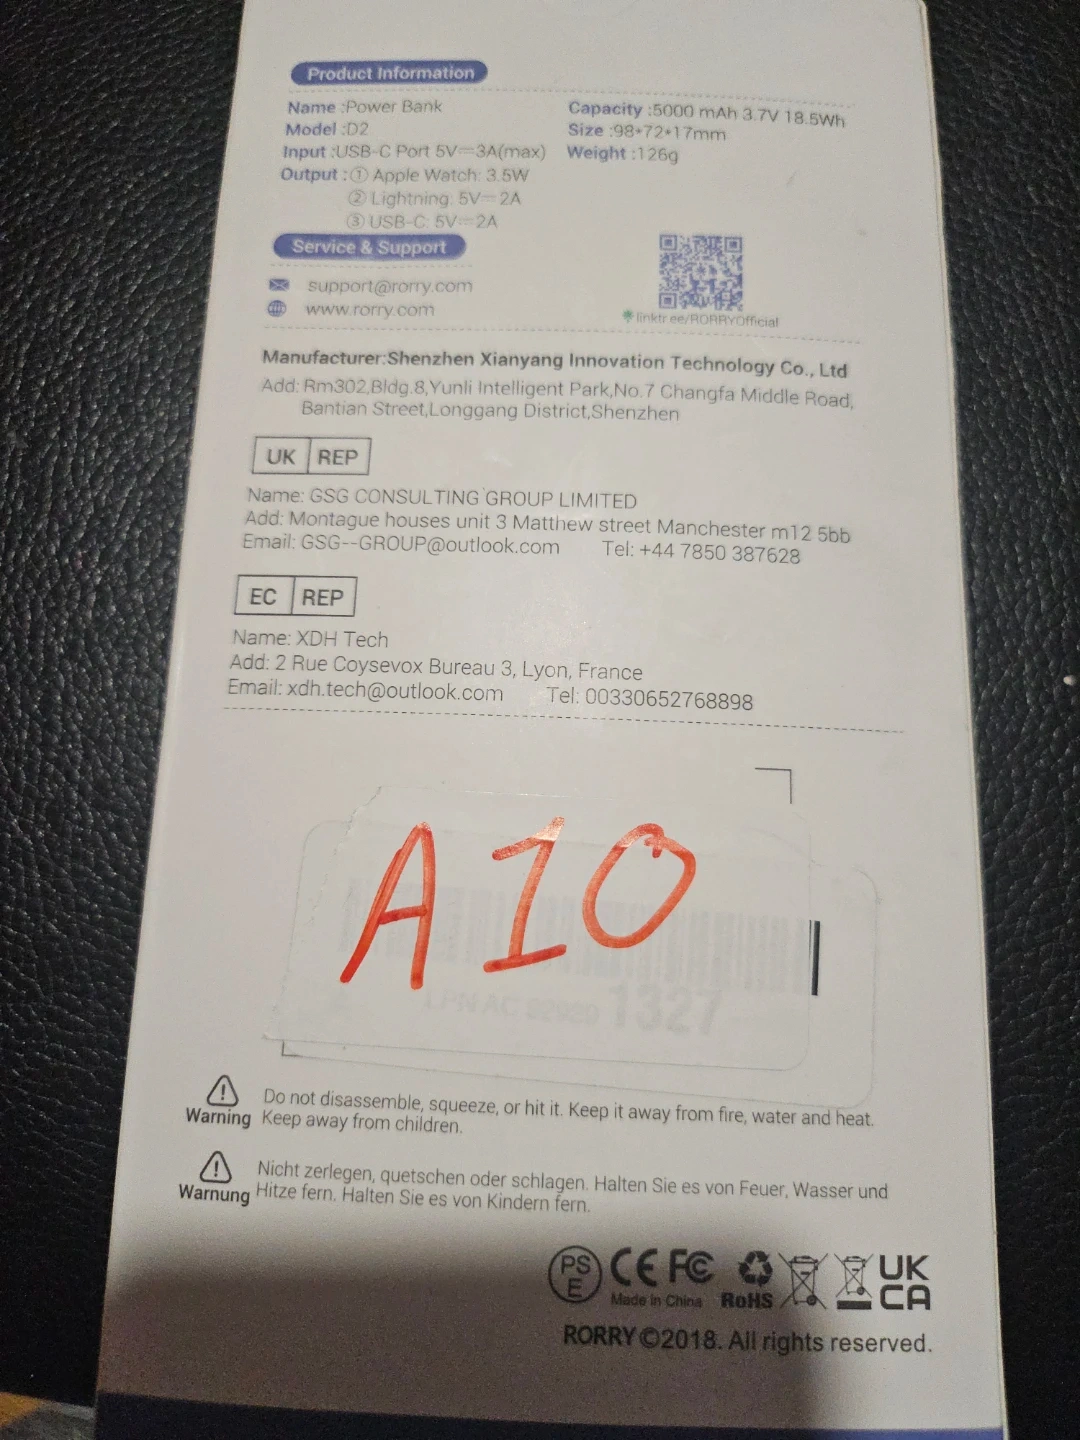 Product Information
Name :Power Bank
Model :D2
Input :USB-C Port 5V⎓3A(max)
Output :① Apple Watch: 3.5W
② Lightning: 5V⎓2A
③ USB-C: 5V⎓2A
Capacity :5000 mAh 3.7V 18.5Wh
Size :98*72*17mm
Weight :126g
Service & Support
support@rorry.com
www.rorry.com
linktr.ee/RORRYOfficial
Manufacturer:Shenzhen Xianyang Innovation Technology Co., Ltd
Add: Rm302,Bldg.8,Yunli Intelligent Park,No.7 Changfa Middle Road,
Bantian Street,Longgang District,Shenzhen
UK REP
Name: GSG CONSULTING GROUP LIMITED
Add: Montague houses unit 3 Matthew street Manchester m12 5bb
Email: GSG--GROUP@outlook.com Tel: +44 7850 387628
EC REP
Name: XDH Tech
Add: 2 Rue Coysevox Bureau 3, Lyon, France
Email: xdh.tech@outlook.com Tel: 00330652768898
A10
LPN AC 1327
Warning
Do not disassemble, squeeze, or hit it. Keep it away from fire, water and heat.
Keep away from children.
Warnung
Nicht zerlegen, quetschen oder schlagen. Halten Sie es von Feuer, Wasser und
Hitze fern. Halten Sie es von Kindern fern.
PS
E
CE FC
UK
CA
Made in China RoHS
RORRY©2018. All rights reserved.